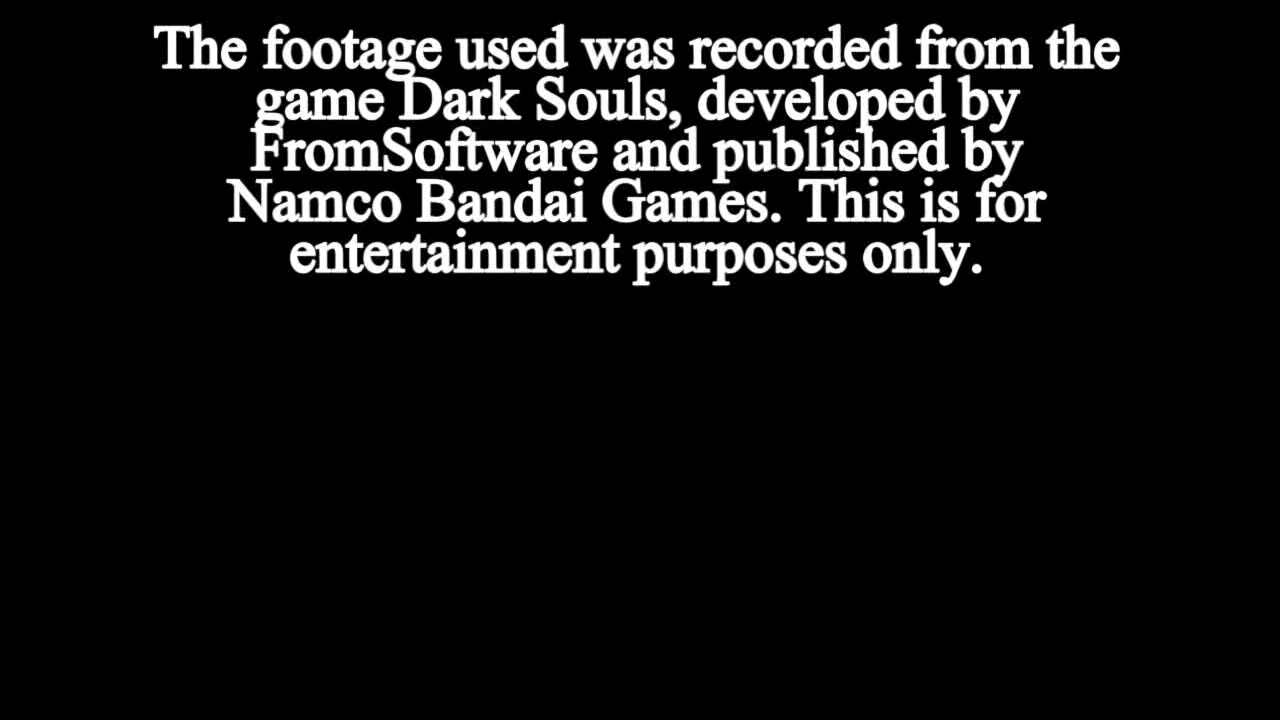 The footage used was recorded from the
game Dark Souls, developed by
FromSoftware and published by
Namco Bandai Games. This is for
entertainment purposes only.